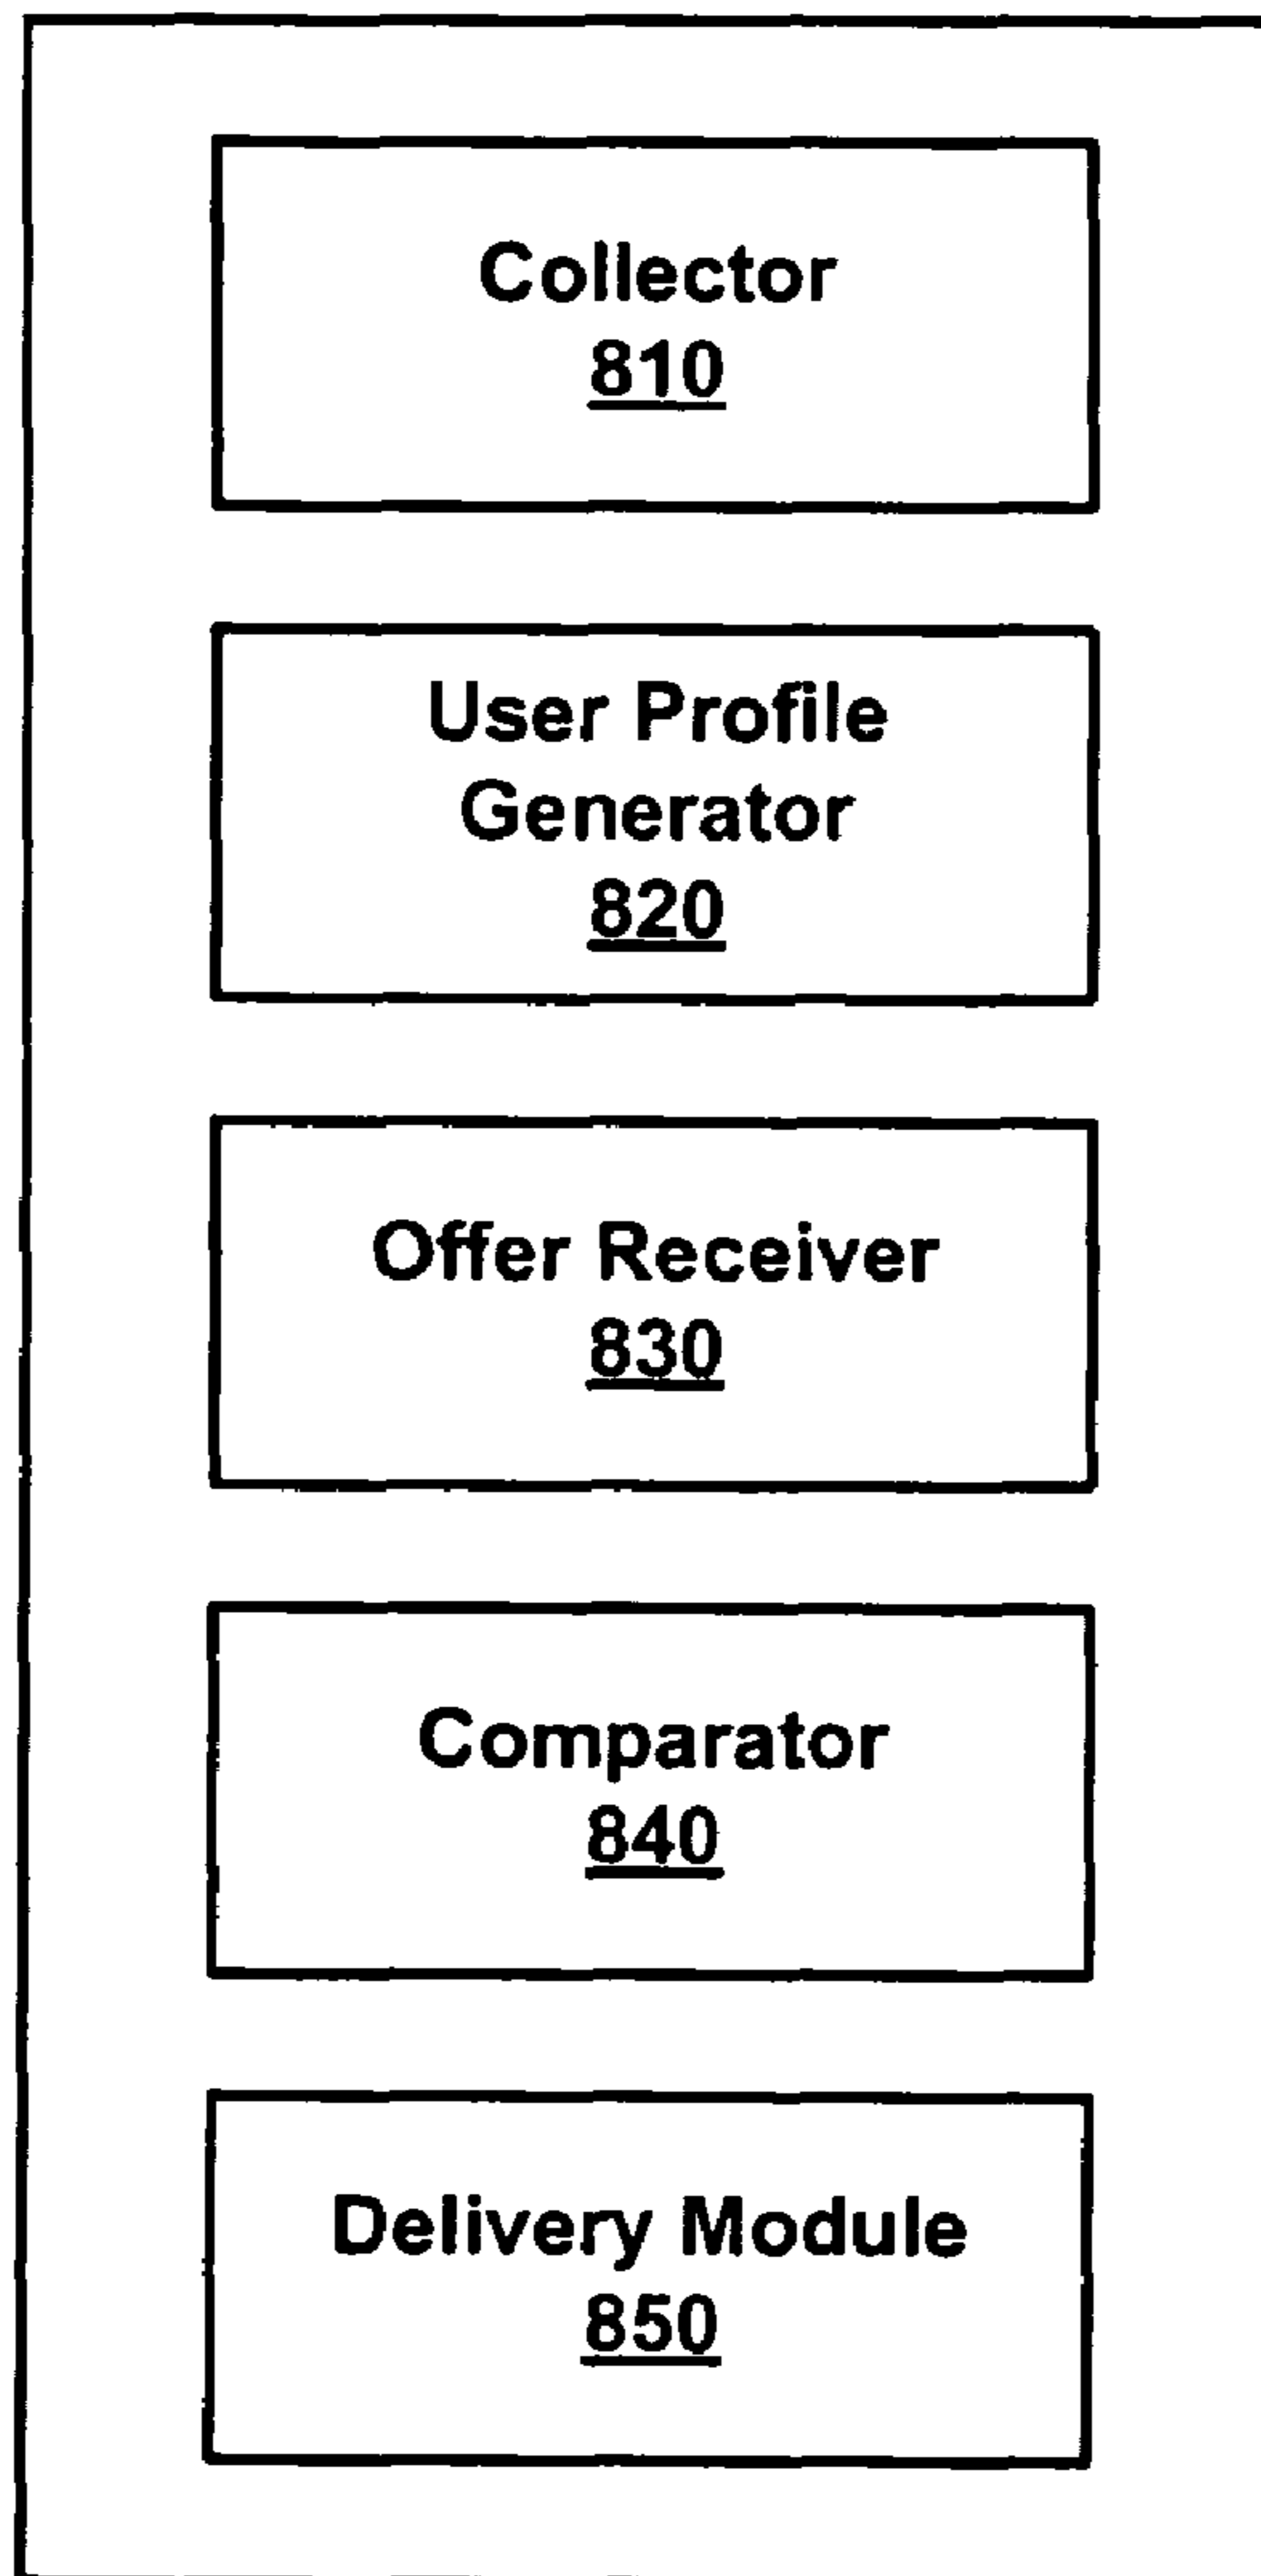 Collector
810
User Profile
Generator
820
Offer Receiver
830
Comparator
840
Delivery Module
850